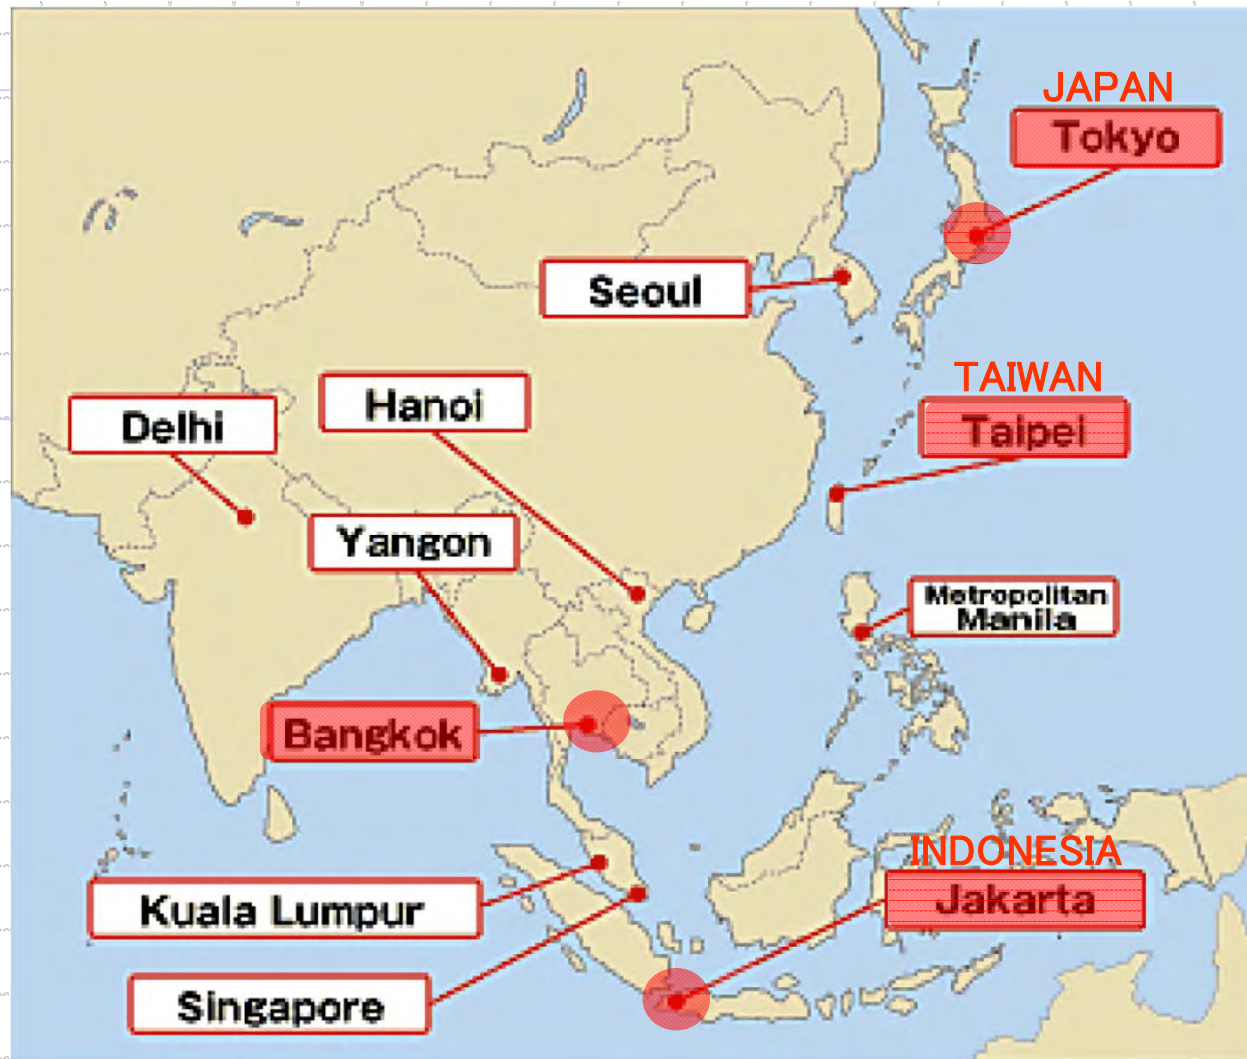 JAPAN
Tokyo
Seoul
TAIWAN
Taipei
Hanoi
Delhi
Yangon
Metropolitan
Manila
Bangkok
INDONESIA
Jakarta
Kuala Lumpur
Singapore